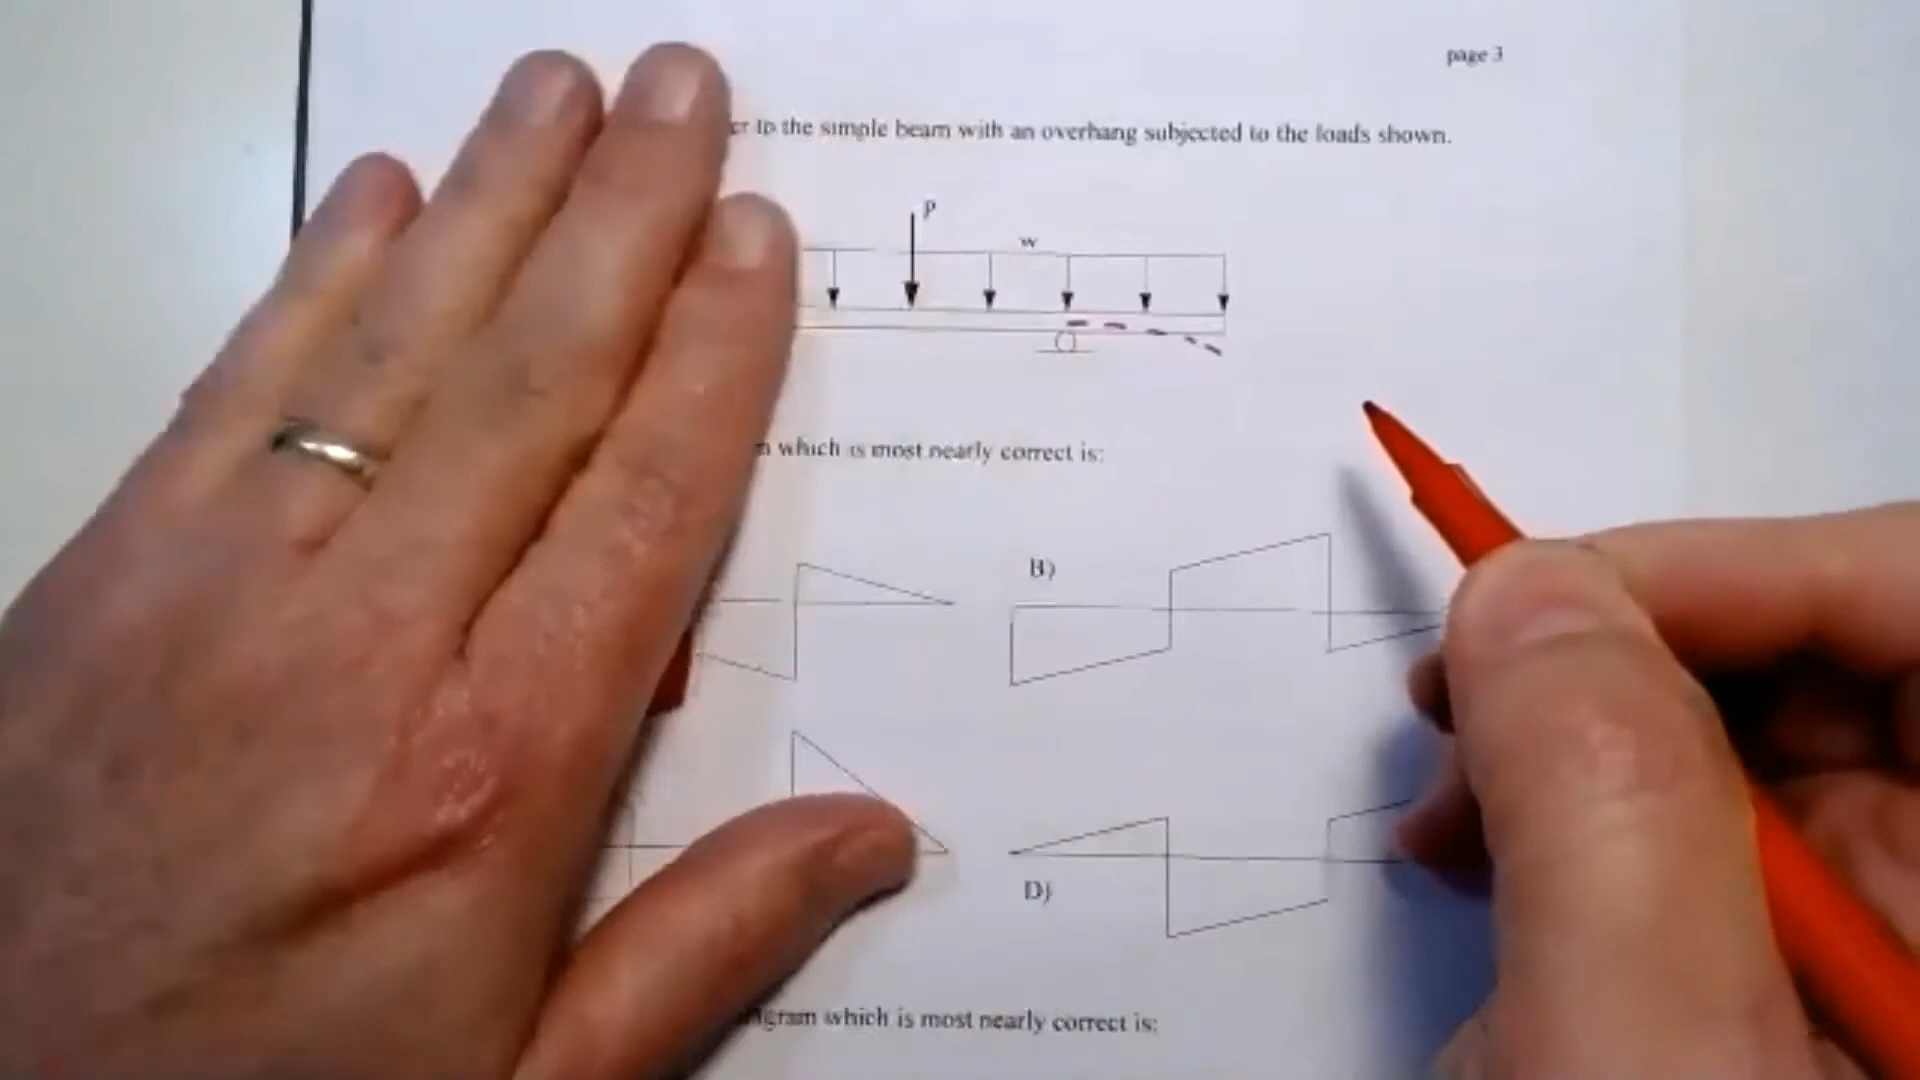 page 3
to the simple beam with an overhang subjected to the loads shown.
P
w
which is most nearly correct is:
B)
D)
which is most nearly correct is: